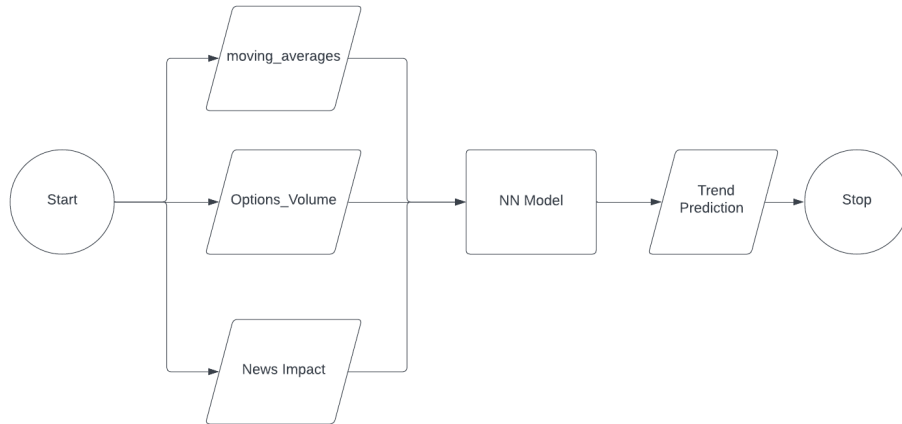 Start
moving_averages
Options_Volume
News Impact
NN Model
Trend
Prediction
Stop